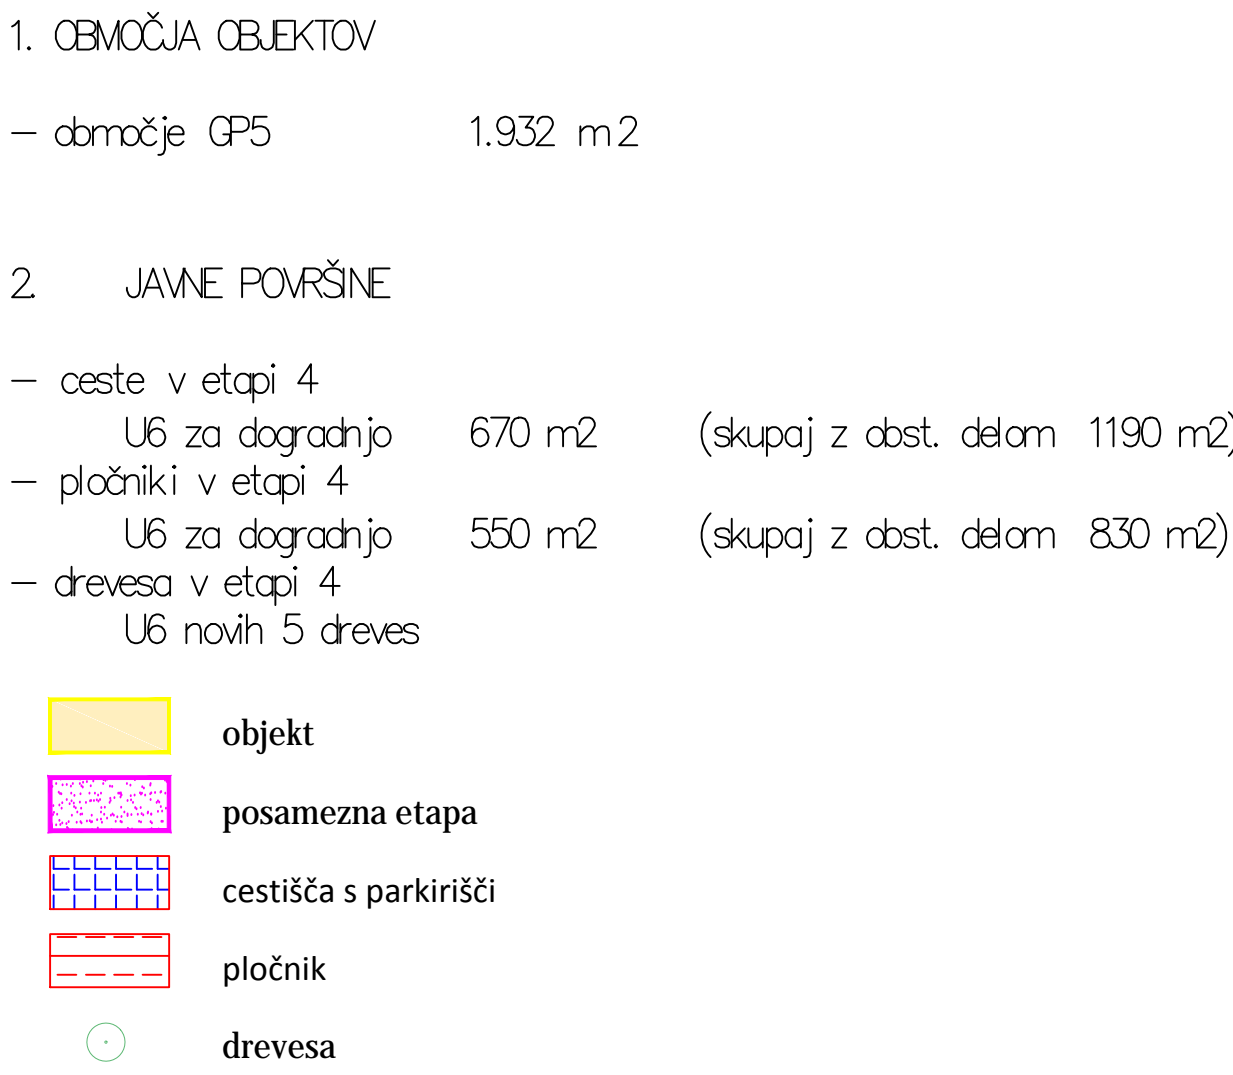 1. OBMOČJA OBJEKTOV
– območje GP5 1.932 m2
2. JAVNE POVRŠINE
– ceste v etapi 4
U6 za dogradnjo 670 m2 (skupaj z obst. delom 1190 m2)
– pločniki v etapi 4
U6 za dogradnjo 550 m2 (skupaj z obst. delom 830 m2)
– drevesa v etapi 4
U6 novih 5 dreves
objekt
posamezna etapa
cestišča s parkirišči
pločnik
drevesa